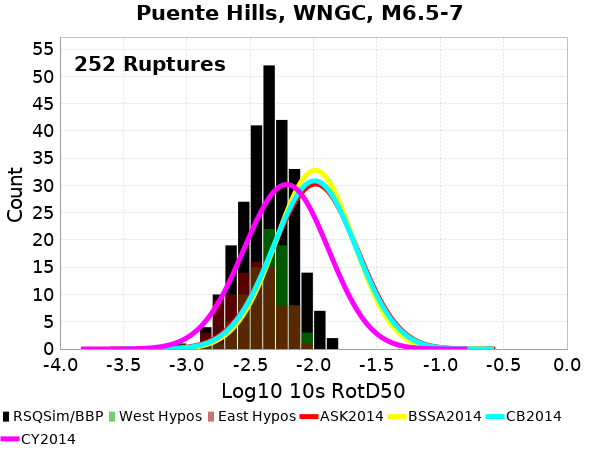 Puente Hills, WNGC, M6.5-7
252 Ruptures
Count
55
50
45
40
35
30
25
20
15
10
5
0
-4.0 -3.5 -3.0 -2.5 -2.0 -1.5 -1.0 -0.5 0.0
Log10 10s RotD50
RSQSim/BBP West Hypos East Hypos ASK2014 BSSA2014 CB2014
CY2014